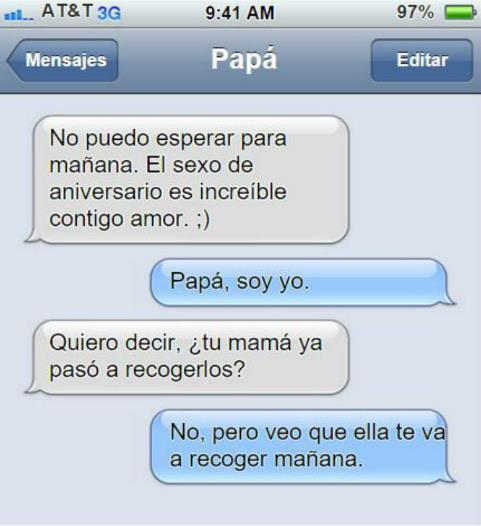 AT&T 3G 9:41 AM 97%
Mensajes Papá Editar
No puedo esperar para
mañana. El sexo de
aniversario es increíble
contigo amor. ;)
Papá, soy yo.
Quiero decir, ¿tu mamá ya
pasó a recogerlos?
No, pero veo que ella te va
a recoger mañana.